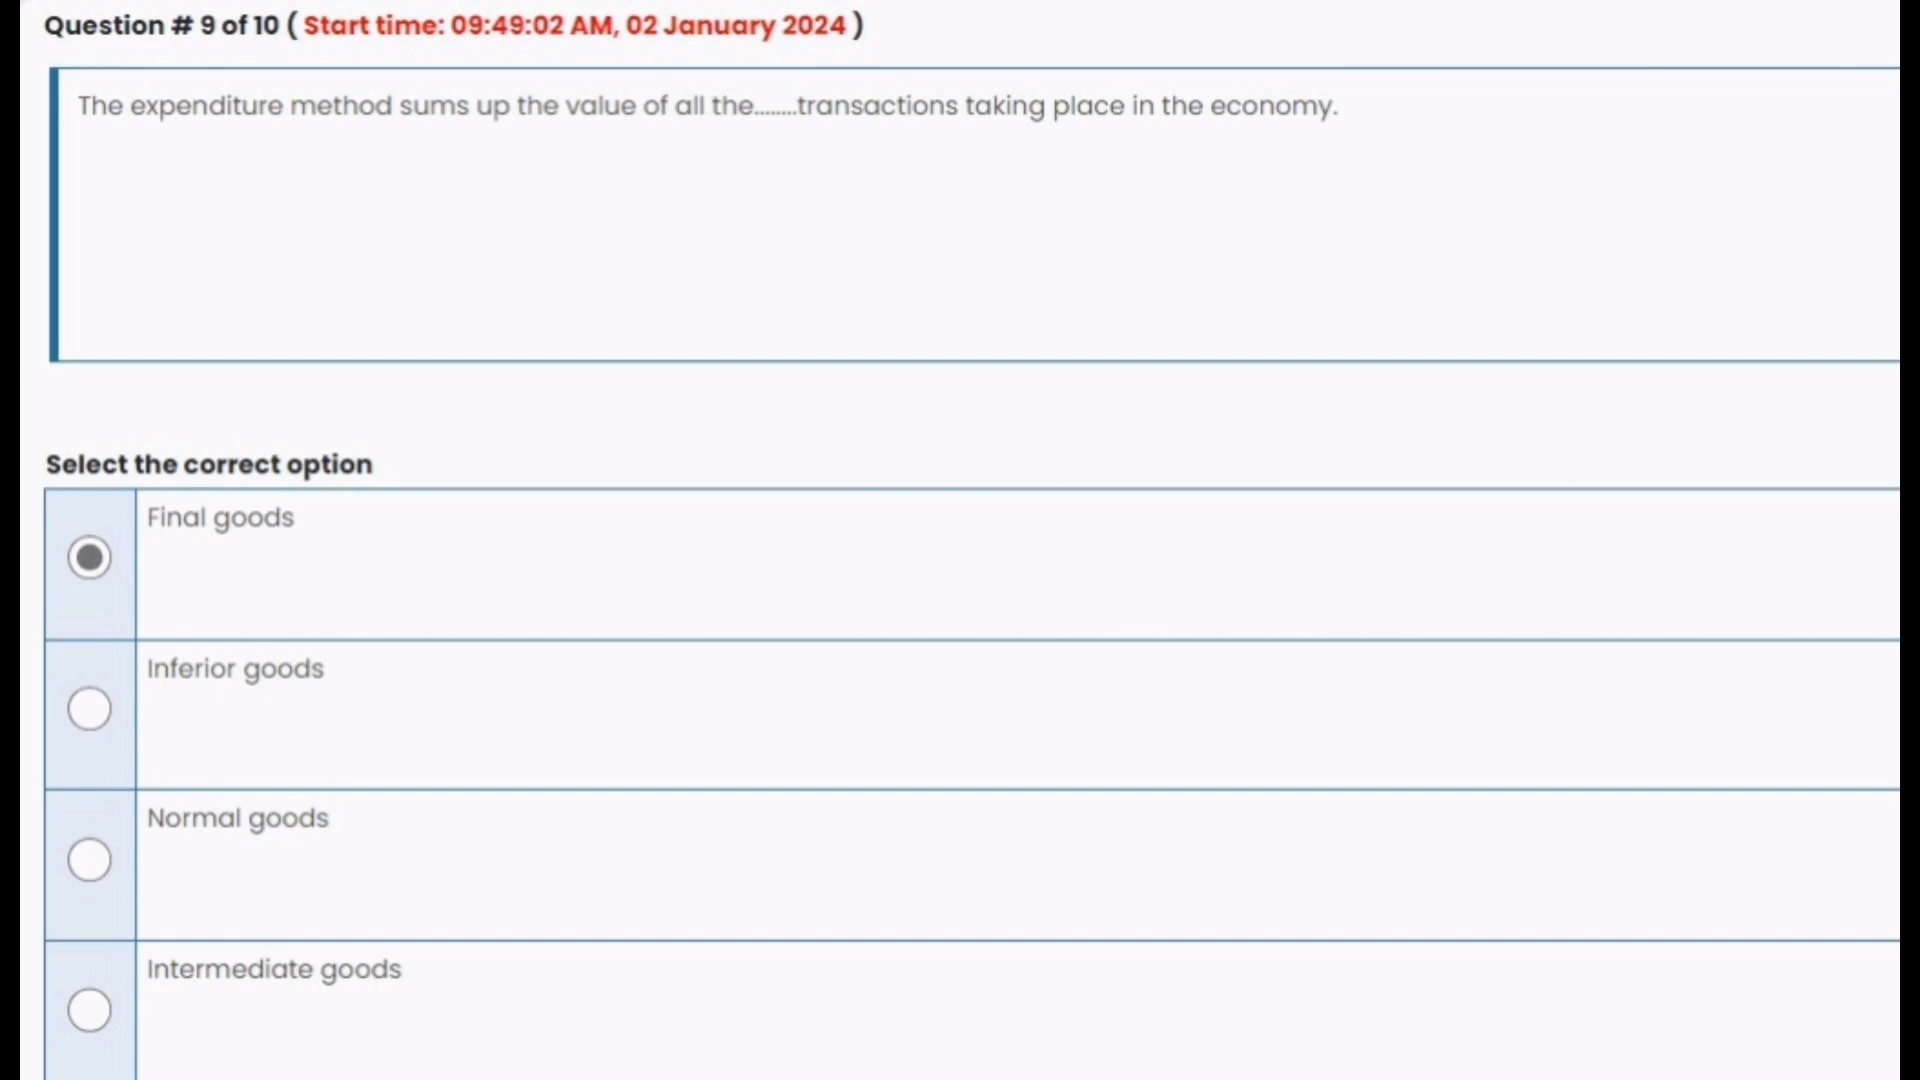 Question # 9 of 10 ( Start time: 09:49:02 AM, 02 January 2024 )
The expenditure method sums up the value of all the........transactions taking place in the economy.
Select the correct option
Final goods
Inferior goods
Normal goods
Intermediate goods